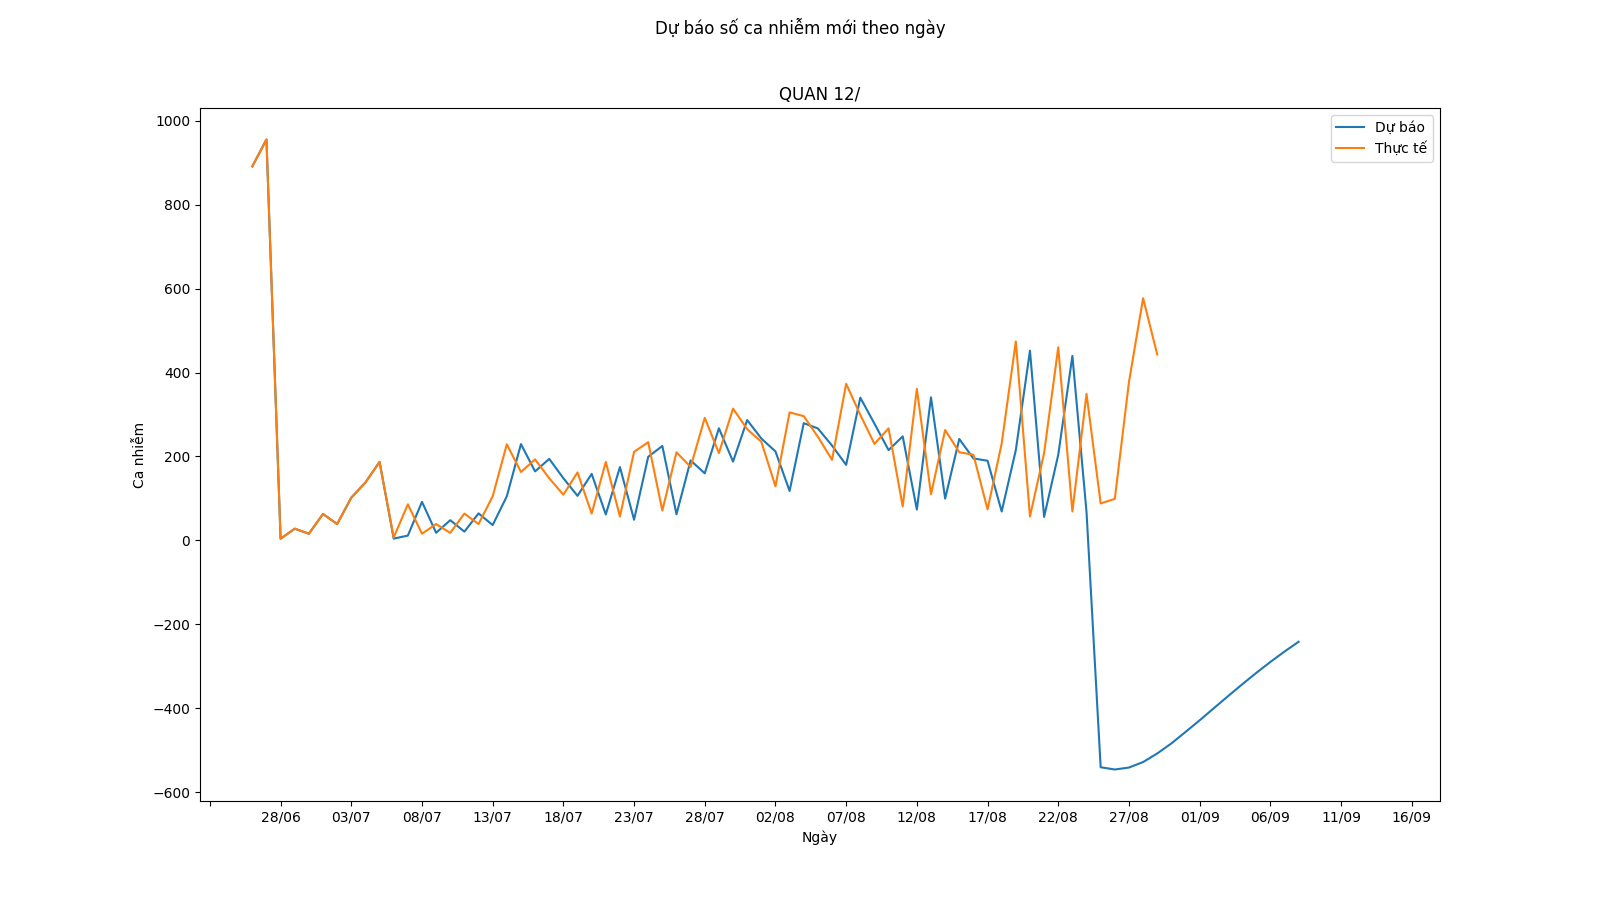 Dự báo số ca nhiễm mới theo ngày
QUAN 12/
Dự báo
Thực tế
1000
800
600
400
200
0
−200
−400
−600
Ca nhiễm
28/06 03/07 08/07 13/07 18/07 23/07 28/07 02/08 07/08 12/08 17/08 22/08 27/08 01/09 06/09 11/09 16/09
Ngày